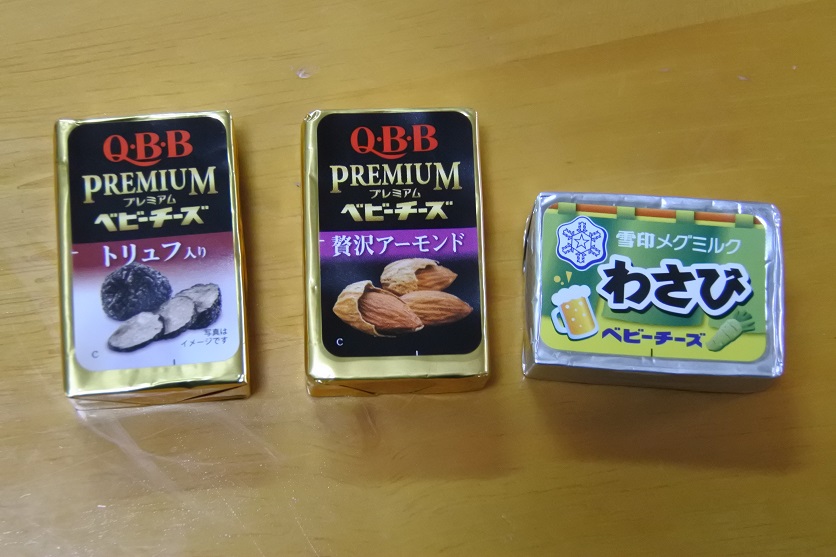 Q·B·B
PREMIUM
プレミアム
ベビーチーズ
トリュフ入り
写真は
イメージです
C
Q·B·B
PREMIUM
プレミアム
ベビーチーズ
贅沢アーモンド
C
雪印メグミルク
わさび
ベビーチーズ